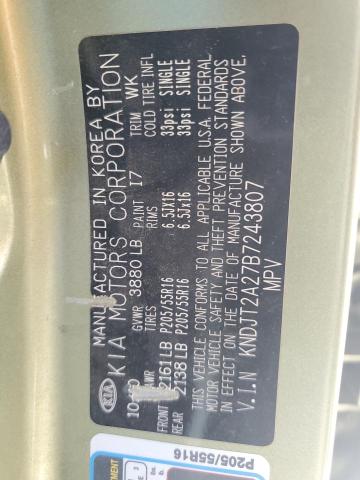 MANUFACTURED IN KOREA BY
KIA MOTORS CORPORATION
KIA
GVWR 3880 LB PAINT I7 TRIM WK
TIRES RIMS COLD TIRE INFL
FRONT 2161 LB P205/55R16 6.5JX16 33psi SINGLE
REAR 2138 LB P205/55R16 6.5Jx16 33psi SINGLE
THIS VEHICLE CONFORMS TO ALL APPLICABLE U.S.A. FEDERAL
MOTOR VEHICLE SAFETY AND THEFT PREVENTION STANDARDS
IN EFFECT ON THE DATE OF MANUFACTURE SHOWN ABOVE.
V.I.N KNDJT2A27B7243807
MPV
P205/55R16